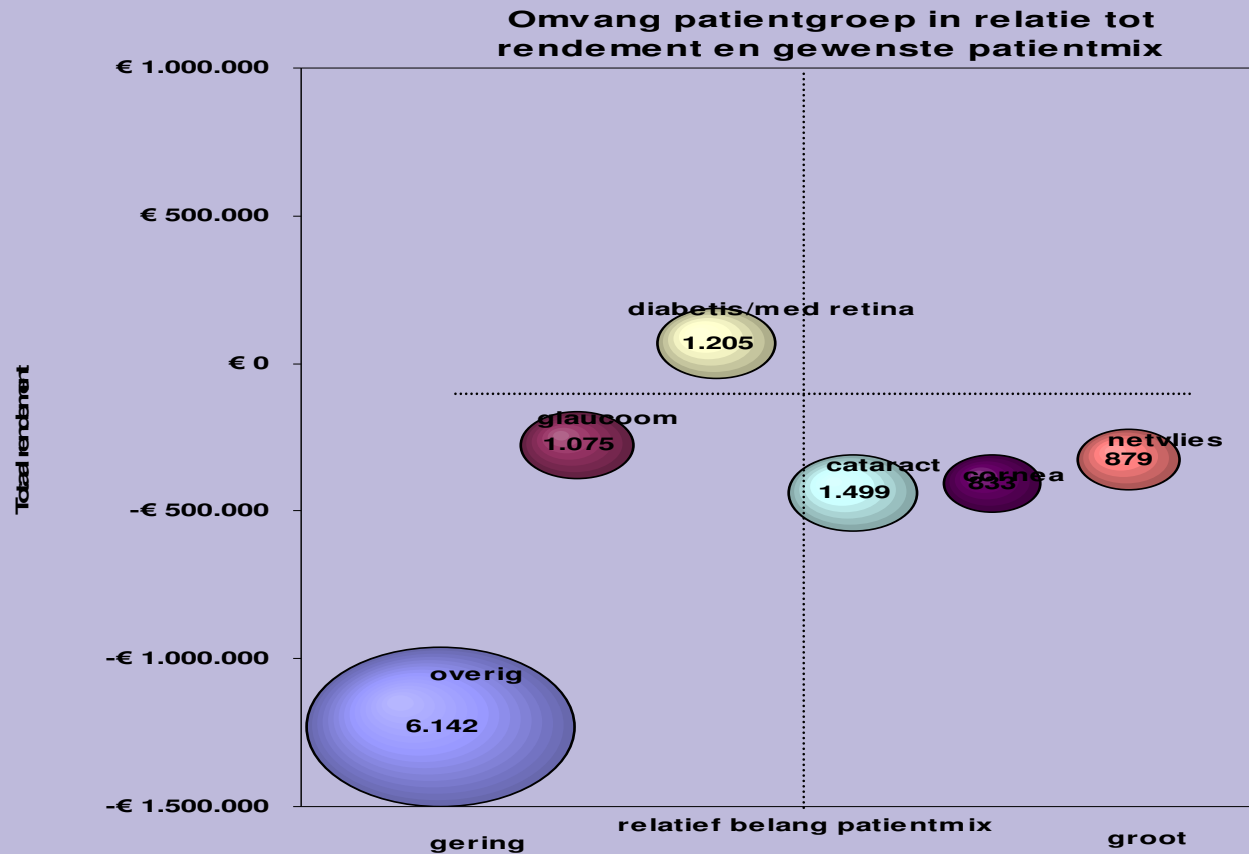 Omvang patientgroep in relatie tot
rendement en gewenste patientmix
€ 1.000.000
€ 500.000
€ 0
-€ 500.000
-€ 1.000.000
-€ 1.500.000
Totaal rendement
diabetis/med retina
1.205
glaucoom
1.075
netvlies
879
cataract
1.499
cornea
833
overig
6.142
relatief belang patientmix
gering
groot